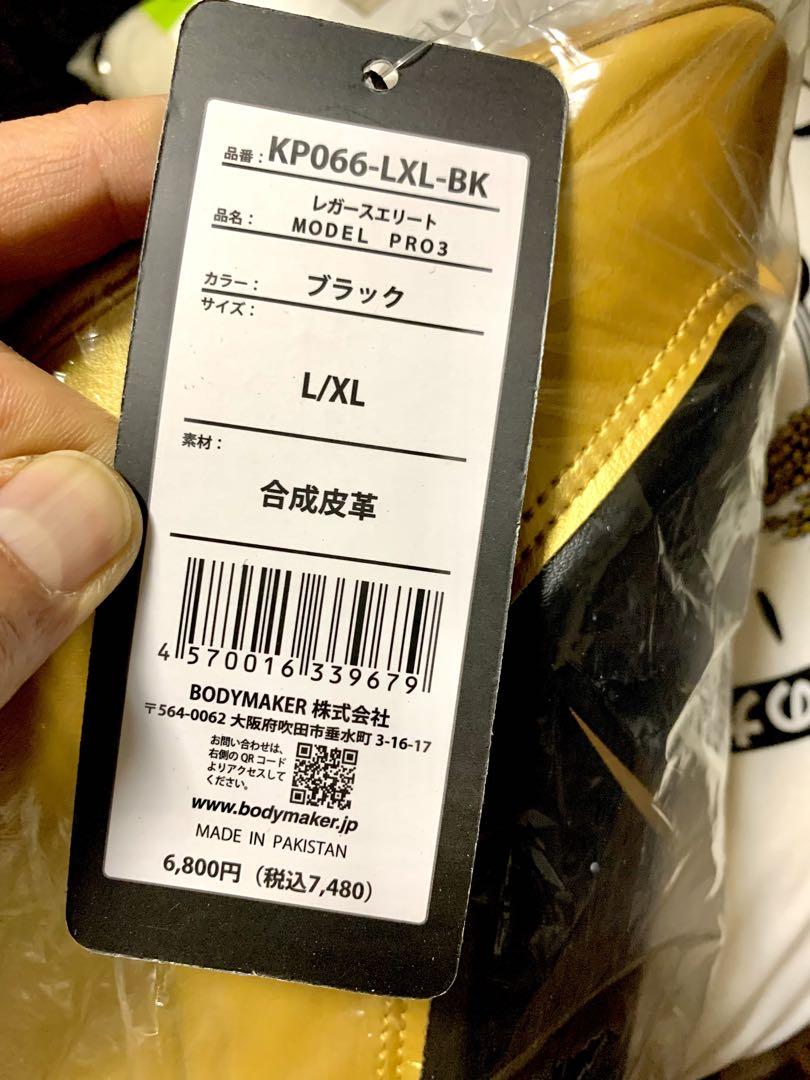 品番：KP066-LXL-BK
品名：レガースエリート
MODEL PRO3
カラー：ブラック
サイズ：
L/XL
素材：
合成皮革
4 570016 339679
BODYMAKER 株式会社
〒564-0062 大阪府吹田市垂水町 3-16-17
お問い合わせは、
右側の QR コード
よりアクセスして
ください。
www.bodymaker.jp
MADE IN PAKISTAN
6,800円（税込7,480）